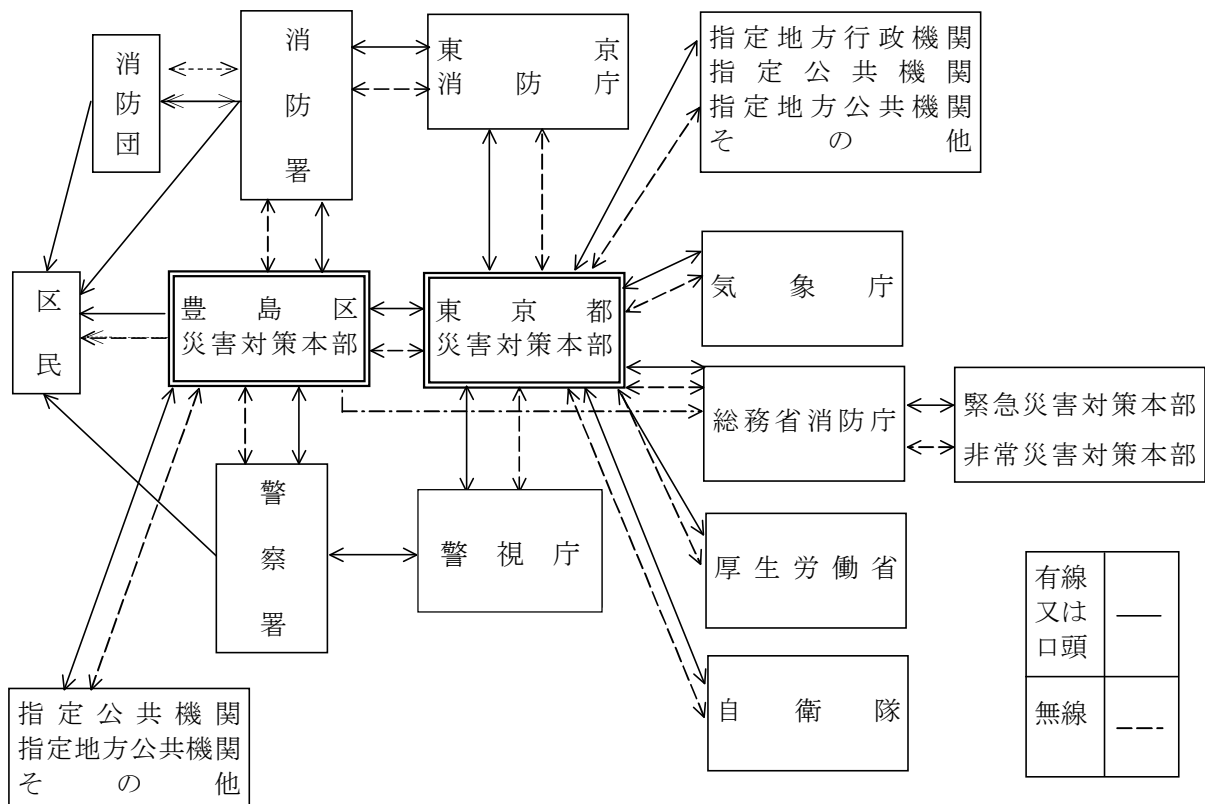 消防団
消防署
東京
消防庁
指定地方行政機関
指定公共機関
指定地方公共機関
その他
区民
豊島区
災害対策本部
東京都
災害対策本部
気象庁
総務省消防庁
緊急災害対策本部
非常災害対策本部
警察署
警視庁
厚生労働省
自衛隊
指定公共機関
指定地方公共機関
その他
有線
又は
口頭
無線